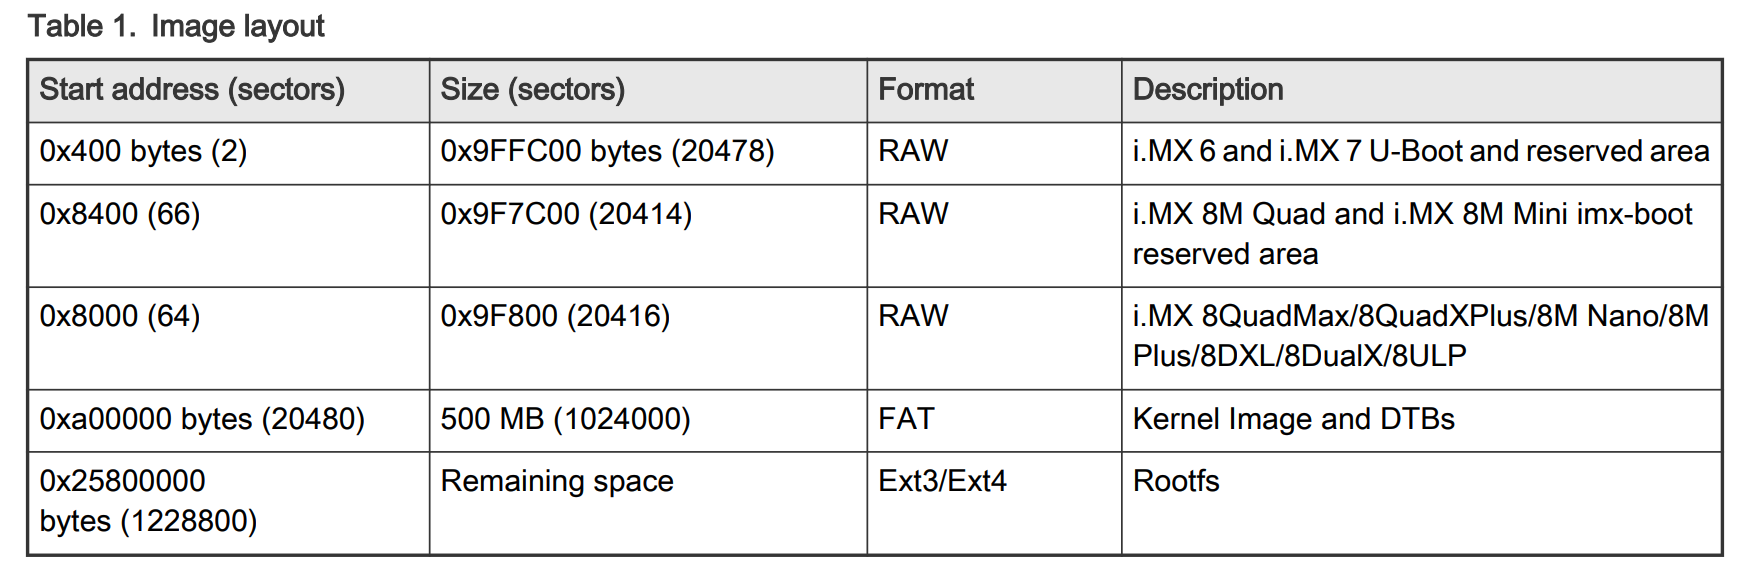 Table 1. Image layout
Start address (sectors) Size (sectors) Format Description
0x400 bytes (2) 0x9FFC00 bytes (20478) RAW i.MX 6 and i.MX 7 U-Boot and reserved area
0x8400 (66) 0x9F7C00 (20414) RAW i.MX 8M Quad and i.MX 8M Mini imx-boot
reserved area
0x8000 (64) 0x9F800 (20416) RAW i.MX 8QuadMax/8QuadXPlus/8M Nano/8M
Plus/8DXL/8DualX/8ULP
0xa00000 bytes (20480) 500 MB (1024000) FAT Kernel Image and DTBs
0x25800000 Remaining space Ext3/Ext4 Rootfs
bytes (1228800)